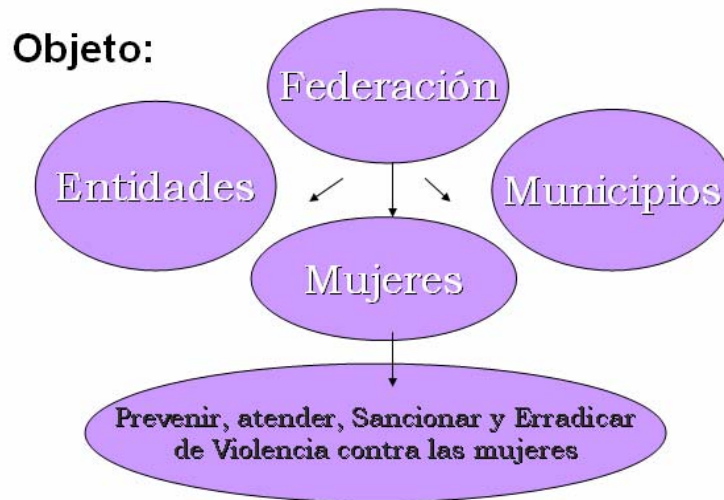 Objeto:
Federación
Entidades
Municipios
Mujeres
Prevenir, atender, Sancionar y Erradicar
de Violencia contra las mujeres